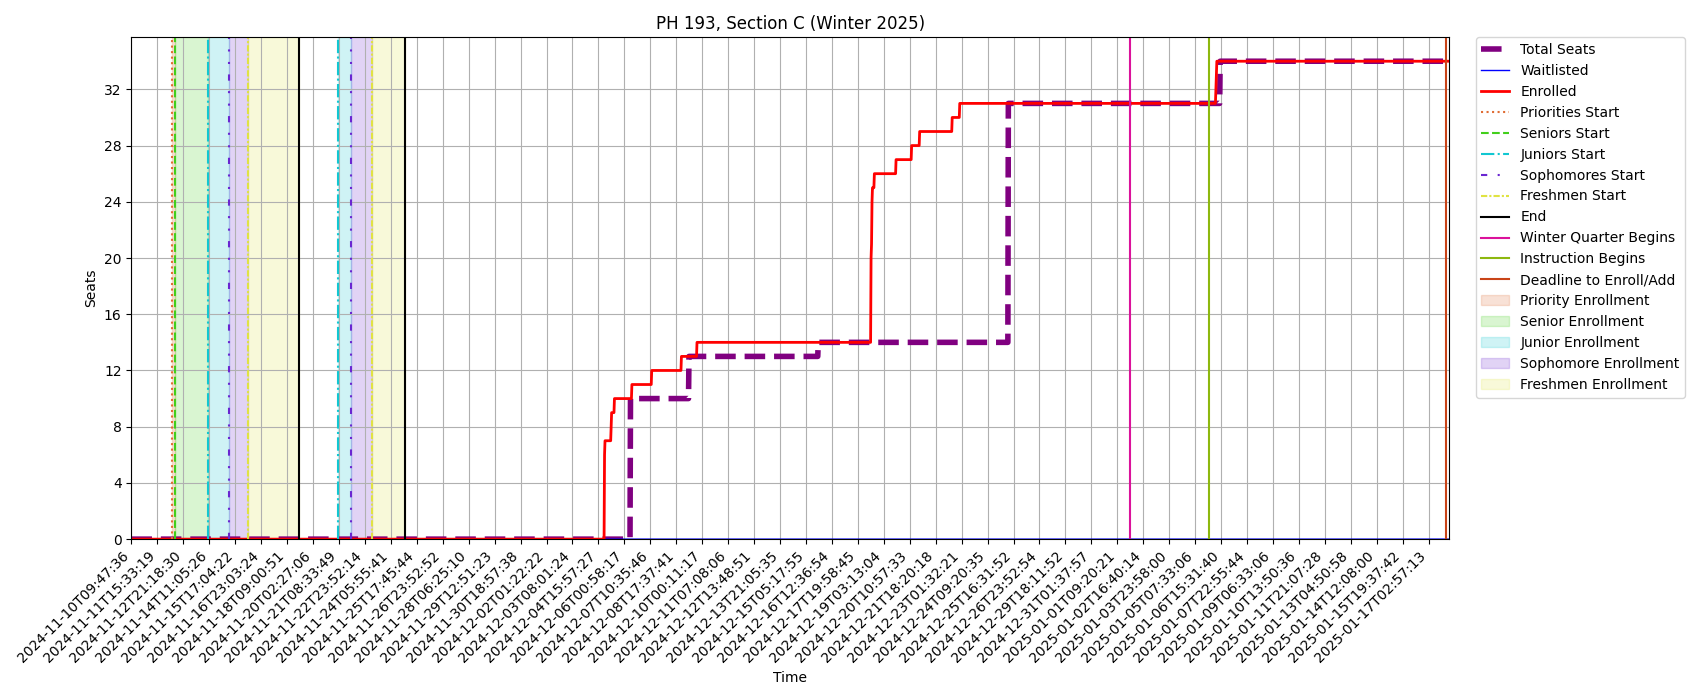 PH 193, Section C (Winter 2025)
Seats
32
28
24
20
16
12
8
4
0
2024-11-10T09:47:36
2024-11-11T15:33:19
2024-11-12T21:18:30
2024-11-14T11:05:26
2024-11-15T17:04:22
2024-11-16T23:03:24
2024-11-18T09:00:51
2024-11-20T02:27:06
2024-11-21T08:33:49
2024-11-22T23:52:14
2024-11-24T05:55:41
2024-11-25T17:45:44
2024-11-26T23:52:52
2024-11-28T06:25:10
2024-11-29T12:51:23
2024-11-30T18:57:38
2024-12-02T01:22:22
2024-12-03T08:01:24
2024-12-04T15:57:27
2024-12-06T00:58:17
2024-12-07T10:35:46
2024-12-08T17:37:41
2024-12-10T00:11:17
2024-12-11T07:08:06
2024-12-12T13:48:51
2024-12-13T21:05:35
2024-12-15T05:17:55
2024-12-16T12:36:54
2024-12-17T19:58:45
2024-12-19T03:13:04
2024-12-20T10:57:33
2024-12-21T18:20:18
2024-12-23T01:32:21
2024-12-24T09:20:35
2024-12-25T16:31:52
2024-12-26T23:52:54
2024-12-29T18:11:52
2024-12-31T01:37:57
2025-01-01T09:20:21
2025-01-02T16:40:14
2025-01-03T23:58:00
2025-01-05T07:33:06
2025-01-06T15:31:40
2025-01-07T22:55:44
2025-01-09T06:33:06
2025-01-10T13:50:36
2025-01-11T21:07:28
2025-01-13T04:50:58
2025-01-14T12:08:00
2025-01-15T19:37:42
2025-01-17T02:57:13
Time
Total Seats
Waitlisted
Enrolled
Priorities Start
Seniors Start
Juniors Start
Sophomores Start
Freshmen Start
End
Winter Quarter Begins
Instruction Begins
Deadline to Enroll/Add
Priority Enrollment
Senior Enrollment
Junior Enrollment
Sophomore Enrollment
Freshmen Enrollment